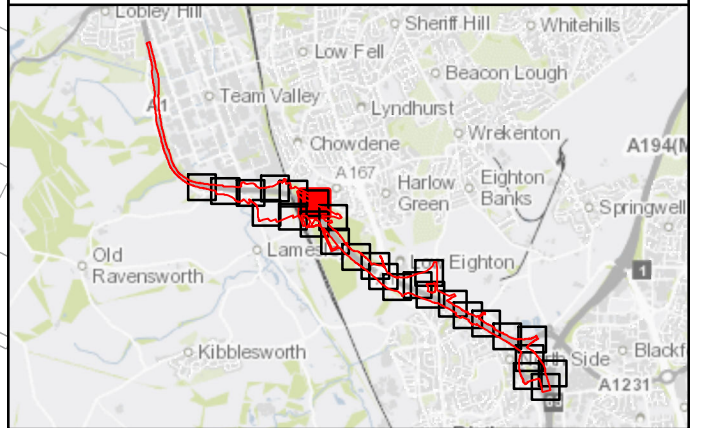 Lobley Hill
Sheriff Hill
Whitehills
Low Fell
Beacon Lough
A1
Team Valley
Lyndhurst
Wrekenton
Chowdene
A194(M
A167
Harlow
Green
Eighton
Banks
Springwell
Old
Ravensworth
Lames
Eighton
1
Kibblesworth
North Side
Blackf
A1231